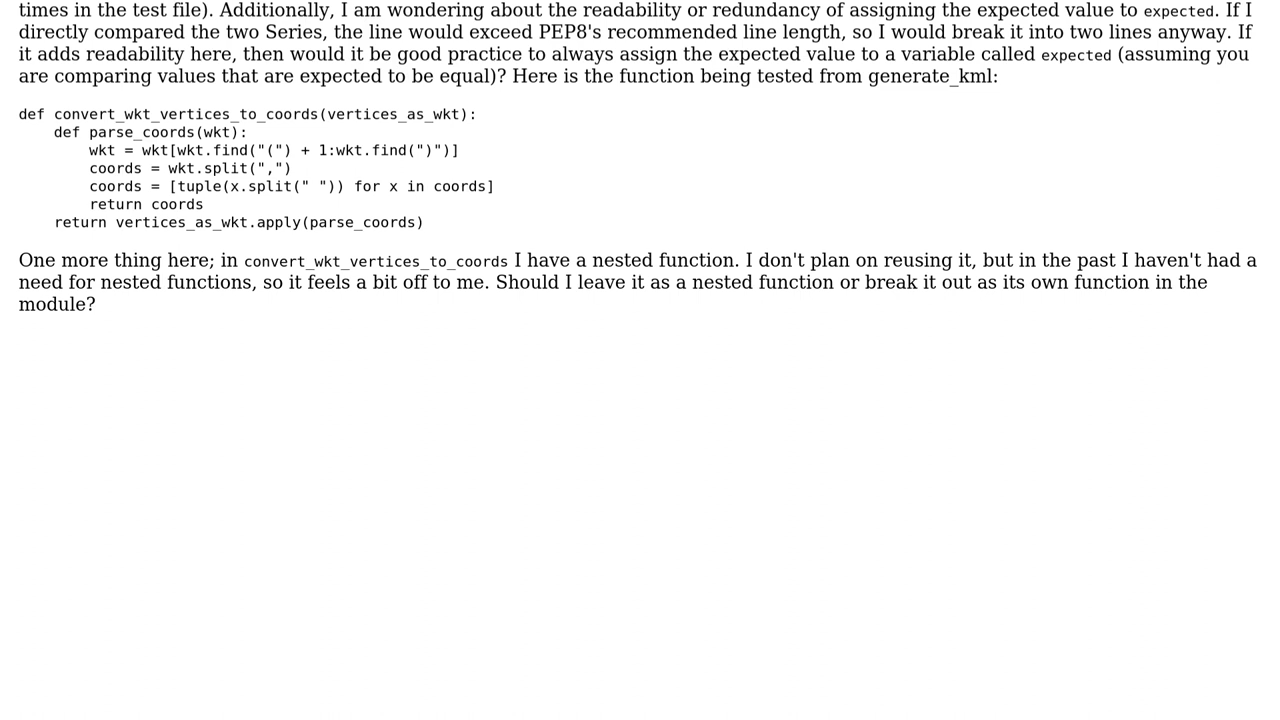 times in the test file). Additionally, I am wondering about the readability or redundancy of assigning the expected value to expected. If I
directly compared the two Series, the line would exceed PEP8's recommended line length, so I would break it into two lines anyway. If
it adds readability here, then would it be good practice to always assign the expected value to a variable called expected (assuming you
are comparing values that are expected to be equal)? Here is the function being tested from generate_kml:
def convert_wkt_vertices_to_coords(vertices_as_wkt):
    def parse_coords(wkt):
        wkt = wkt[wkt.find("(") + 1:wkt.find(")")]
        coords = wkt.split(",")
        coords = [tuple(x.split(" ")) for x in coords]
        return coords
    return vertices_as_wkt.apply(parse_coords)
One more thing here; in convert_wkt_vertices_to_coords I have a nested function. I don't plan on reusing it, but in the past I haven't had a
need for nested functions, so it feels a bit off to me. Should I leave it as a nested function or break it out as its own function in the
module?